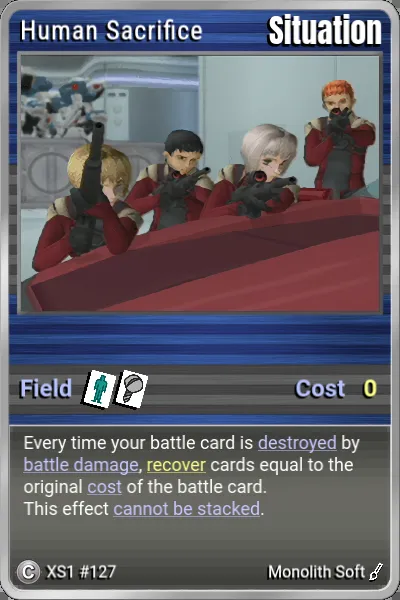 Human Sacrifice
Situation
Field
Cost 0
Every time your battle card is destroyed by
battle damage, recover cards equal to the
original cost of the battle card.
This effect cannot be stacked.
C XS1 #127
Monolith Soft